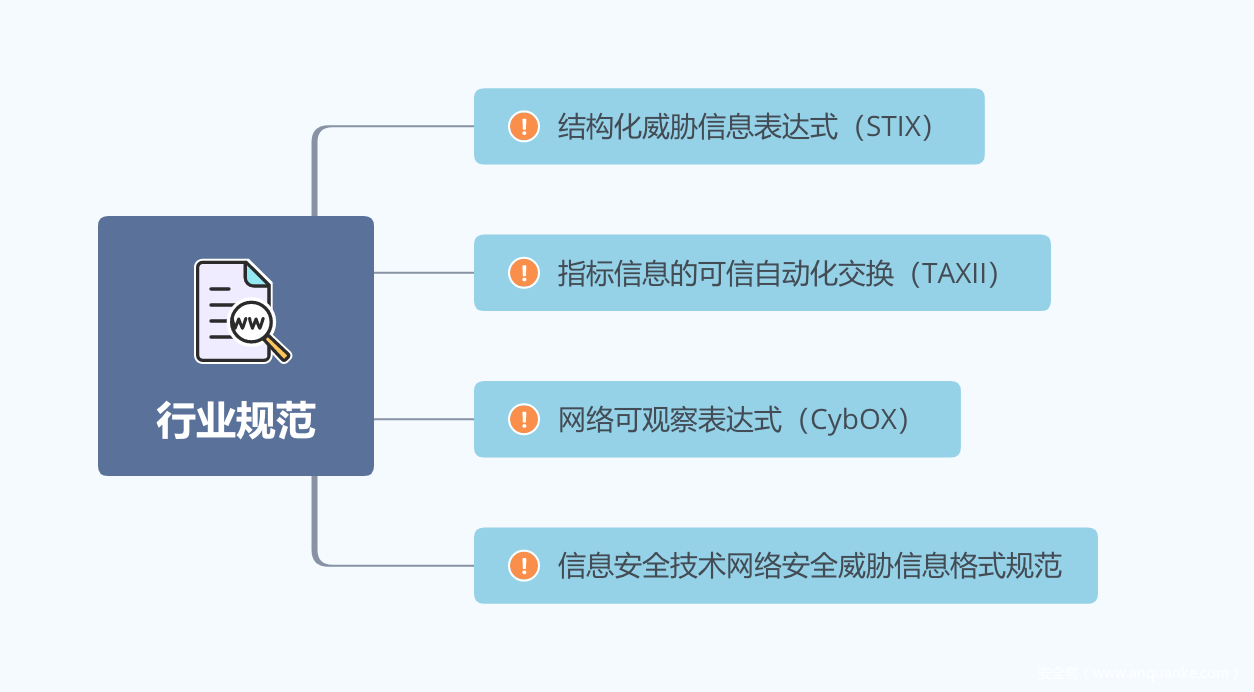 结构化威胁信息表达式（STIX）
指标信息的可信自动化交换（TAXII）
WW
行业规范
网络可观察表达式（CybOX）
信息安全技术网络安全威胁信息格式规范
安全客（www.anquanke.com）